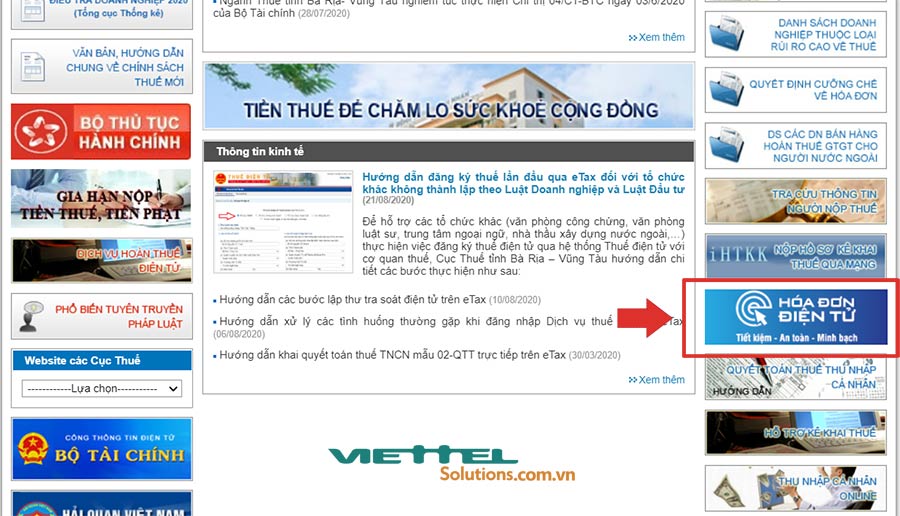 ĐIỀU TRA DOANH NGHIỆP 2020
(Tổng cục Thống kê)
VĂN BẢN, HƯỚNG DẪN
CHUNG VỀ CHÍNH SÁCH
THUẾ MỚI
BỘ THỦ TỤC
HÀNH CHÍNH
GIA HẠN NỘP
TIỀN THUẾ, TIỀN PHẠT
DỊCH VỤ HOÀN THUẾ
ĐIỆN TỬ
PHỔ BIẾN TUYÊN TRUYỀN
PHÁP LUẬT
Website các Cục Thuế
------------Lựa chọn------------
CÔNG THÔNG TIN ĐIỆN TỬ
BỘ TÀI CHÍNH
HẢI QUAN VIỆT NAM
Ngành Thuế tỉnh Bà Rịa- Vũng Tàu nghiêm túc thực hiện Chỉ thị 04/CT-BTC ngày 03/6/2020
của Bộ Tài chính (28/07/2020)
Xem thêm
TIỀN THUẾ ĐỂ CHĂM LO SỨC KHOẺ CỘNG ĐỒNG
Thông tin kinh tế
THUẾ ĐIỆN TỬ
Hướng dẫn đăng ký thuế lần đầu qua eTax đối với tổ chức
khác không thành lập theo Luật Doanh nghiệp và Luật Đầu tư
(21/08/2020)
Để hỗ trợ các tổ chức khác (văn phòng công chứng, văn phòng
luật sư, trung tâm ngoại ngữ, nhà thầu xây dựng nước ngoài,...)
thực hiện việc đăng ký thuế điện tử qua hệ thống Thuế điện tử với
cơ quan thuế, Cục Thuế tỉnh Bà Rịa – Vũng Tàu hướng dẫn chi
tiết các bước thực hiện như sau:
Hướng dẫn các bước lập thư tra soát điện tử trên eTax (10/08/2020)
Hướng dẫn xử lý các tình huống thường gặp khi đăng nhập Dịch vụ thuế eTax
(06/08/2020)
Hướng dẫn khai quyết toán thuế TNCN mẫu 02-QTT trực tiếp trên eTax (30/03/2020)
Xem thêm
VIETTEL
Solutions.com.vn
DANH SÁCH DOANH
NGHIỆP THUỘC LOẠI
RỦI RO CAO VỀ THUẾ
QUYẾT ĐỊNH CƯỠNG CHẾ
VỀ HÓA ĐƠN
DS CÁC DN BÁN HÀNG
HOÀN THUẾ GTGT CHO
NGƯỜI NƯỚC NGOÀI
TRA CỨU THÔNG TIN
NGƯỜI NỘP THUẾ
iHTKK NỘP HỒ SƠ KÊ KHAI
THUẾ QUA MẠNG
HÓA ĐƠN
ĐIỆN TỬ
Tiết kiệm - An toàn - Minh bạch
QUYẾT TOÁN THUẾ THU NHẬP
CÁ NHÂN
HƯỚNG DẪN
HỖ TRỢ KÊ KHAI THUẾ
THU NHẬP CÁ NHÂN
ONLINE